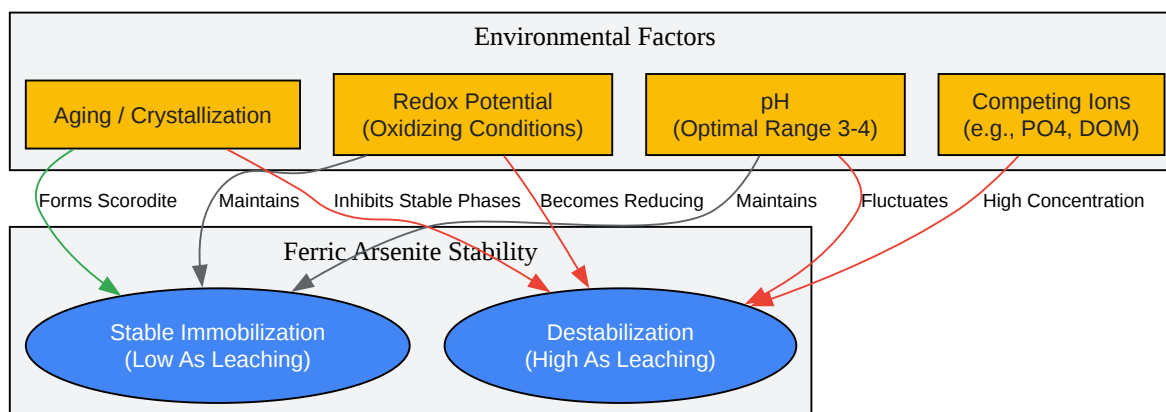 Environmental Factors
Aging / Crystallization
Redox Potential
(Oxidizing Conditions)
pH
(Optimal Range 3-4)
Competing Ions
(e.g., PO4, DOM)
Forms Scorodite
Maintains
Inhibits Stable Phases
Becomes Reducing
Maintains
Fluctuates
High Concentration
Ferric Arsenite Stability
Stable Immobilization
(Low As Leaching)
Destabilization
(High As Leaching)